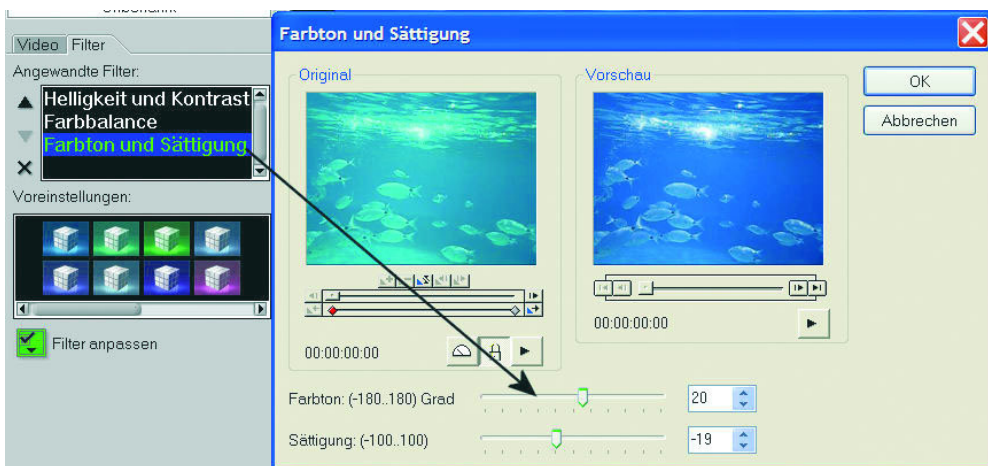 Video Filter
Angewandte Filter:
Helligkeit und Kontrast
Farbbalance
Farbton und Sättigung
Voreinstellungen:
Filter anpassen
Farbton und Sättigung
Original
Vorschau
OK
Abbrechen
00:00:00:00
00:00:00:00
Farbton: (-180..180) Grad
20
Sättigung: (-100..100)
-19